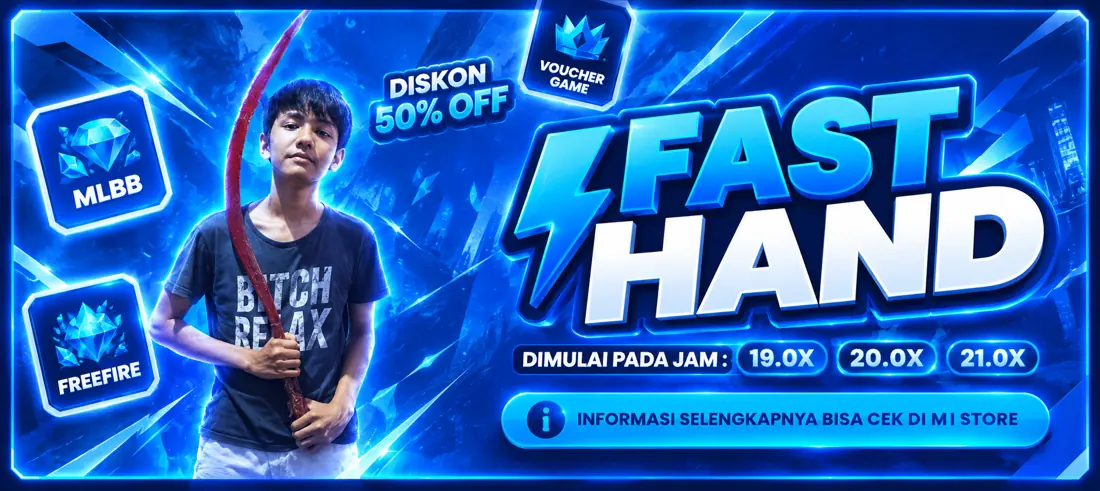 DISKON
50% OFF
VOUCHER
GAME
MLBB
FREEFIRE
BITCH
RELAX
FAST
HAND
DIMULAI PADA JAM :
19.0X
20.0X
21.0X
i
INFORMASI SELENGKAPNYA BISA CEK DI M I STORE